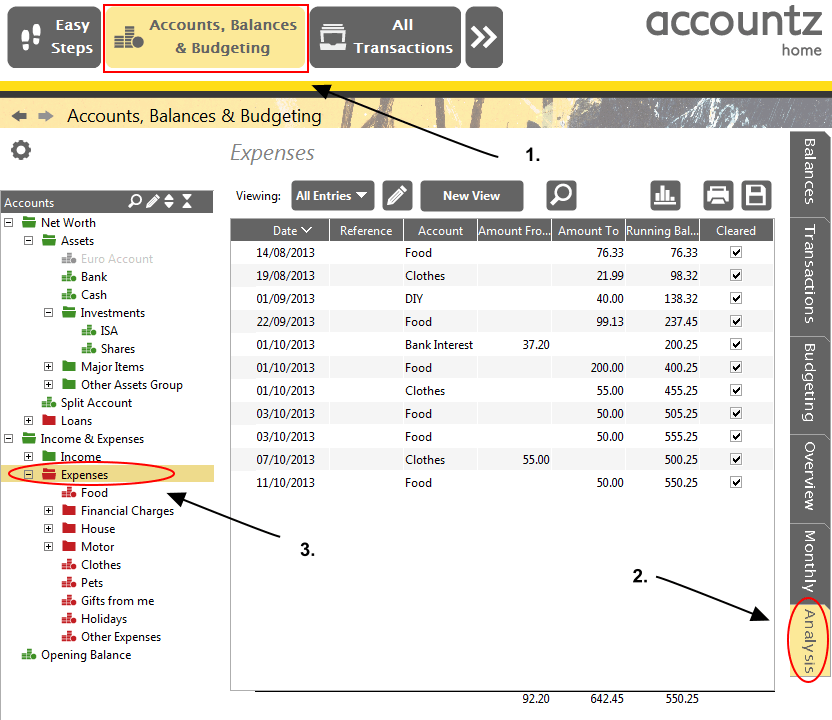 Easy
Steps
Accounts, Balances
& Budgeting
All
Transactions
accountz
home
Accounts, Balances & Budgeting
1.
Expenses
Viewing: All Entries New View
Accounts
Net Worth
Assets
Euro Account
Bank
Cash
Investments
ISA
Shares
Major Items
Other Assets Group
Split Account
Loans
Income & Expenses
Income
Expenses
Food
Financial Charges
House
Motor
Clothes
Pets
Gifts from me
Holidays
Other Expenses
Opening Balance
3.
Date Reference Account Amount Fro... Amount To Running Bal... Cleared
14/08/2013 Food 76.33 76.33
19/08/2013 Clothes 21.99 98.32
01/09/2013 DIY 40.00 138.32
22/09/2013 Food 99.13 237.45
01/10/2013 Bank Interest 37.20 200.25
01/10/2013 Food 200.00 400.25
01/10/2013 Clothes 55.00 455.25
03/10/2013 Food 50.00 505.25
03/10/2013 Food 50.00 555.25
07/10/2013 Clothes 55.00 500.25
11/10/2013 Food 50.00 550.25
92.20 642.45 550.25
2.
Balances
Transactions
Budgeting
Overview
Monthly
Analysis